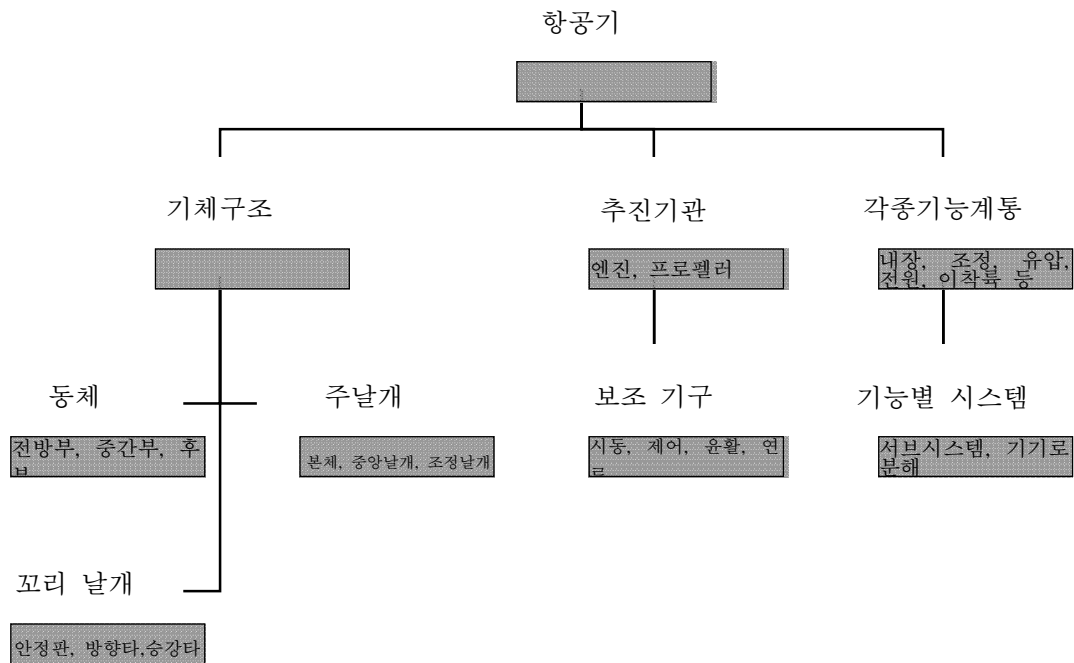 항공기
기체구조
추진기관
각종기능계통
엔진, 프로펠러
내장, 조정, 유압,
전원, 이착륙 등
동체
주날개
보조 기구
기능별 시스템
전방부, 중간부, 후
부
본체, 중앙날개, 조정날개
시동, 제어, 윤활, 연
료
서브시스템, 기기로
분해
꼬리 날개
안정판, 방향타,승강타